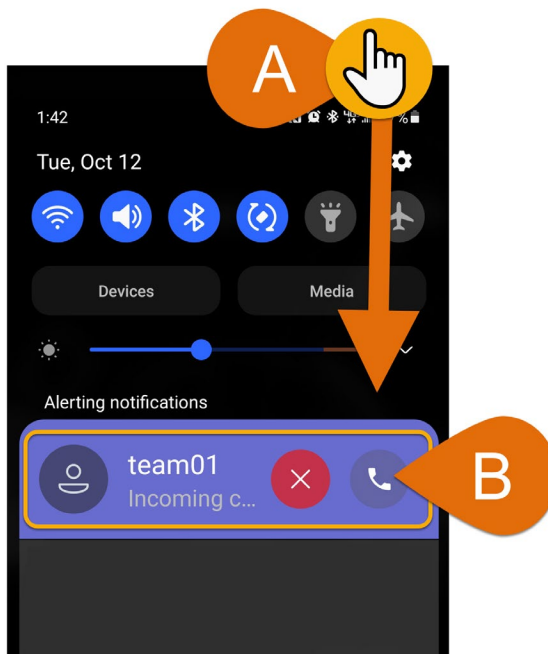 A
1:42
%
Tue, Oct 12
Devices
Media
Alerting notifications
team01
Incoming c...
B